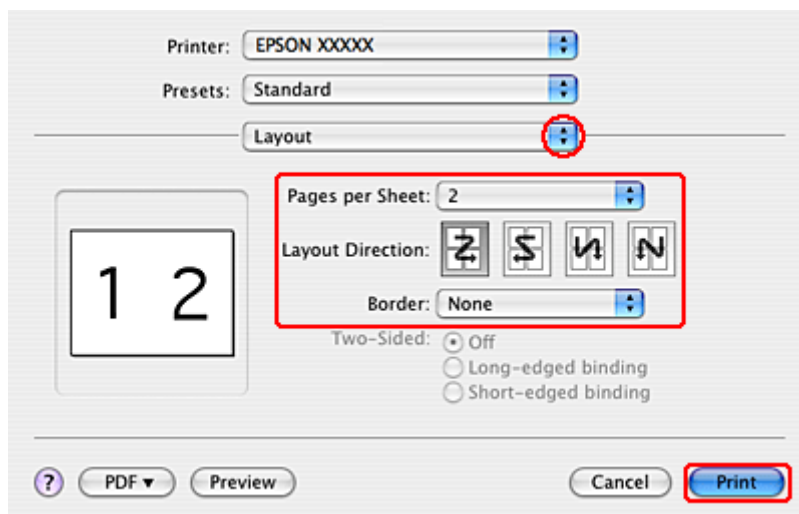 Printer: EPSON XXXXX
Presets: Standard
Layout
Pages per Sheet: 2
Layout Direction:
Border: None
1 2
Two-Sided: Off
Long-edged binding
Short-edged binding
? PDF Preview Cancel Print